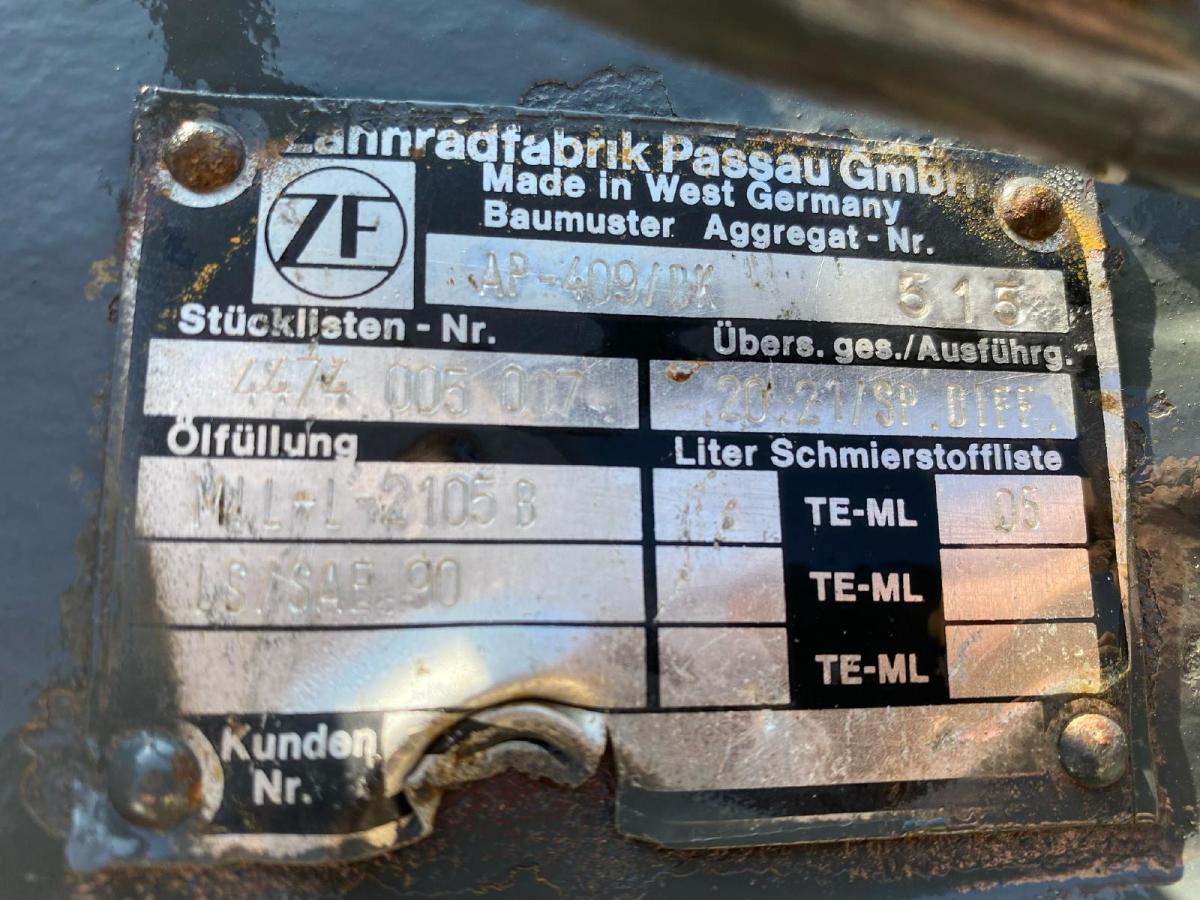 Zahnradfabrik Passau GmbH
ZF
Made in West Germany
Baumuster Aggregat-Nr.
AP-409/DK 515
Stücklisten-Nr. Übers. ges./Ausführg.
4474 005 007 20.21/SP.DIFF.
Ölfüllung Liter Schmierstoffliste
MIL-L-2105 B TE-ML 05
LS/SAE 90 TE-ML
TE-ML
Kunden
Nr.